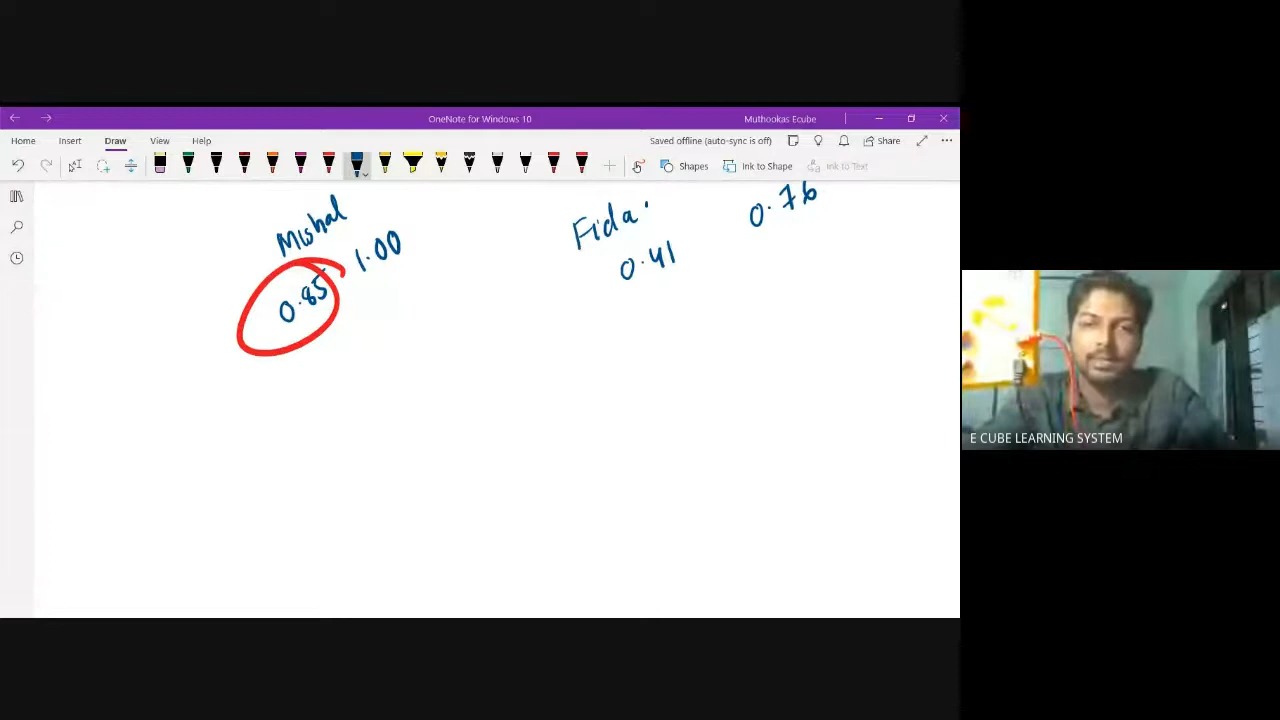 OneNote for Windows 10
Muthookas Ecube
Home Insert Draw View Help
Saved offline (auto-sync is off)
Share
Shapes
Ink to Shape
Ink to Text
Mishal
1.00
0.85
Fida
0.41
0.76
E CUBE LEARNING SYSTEM